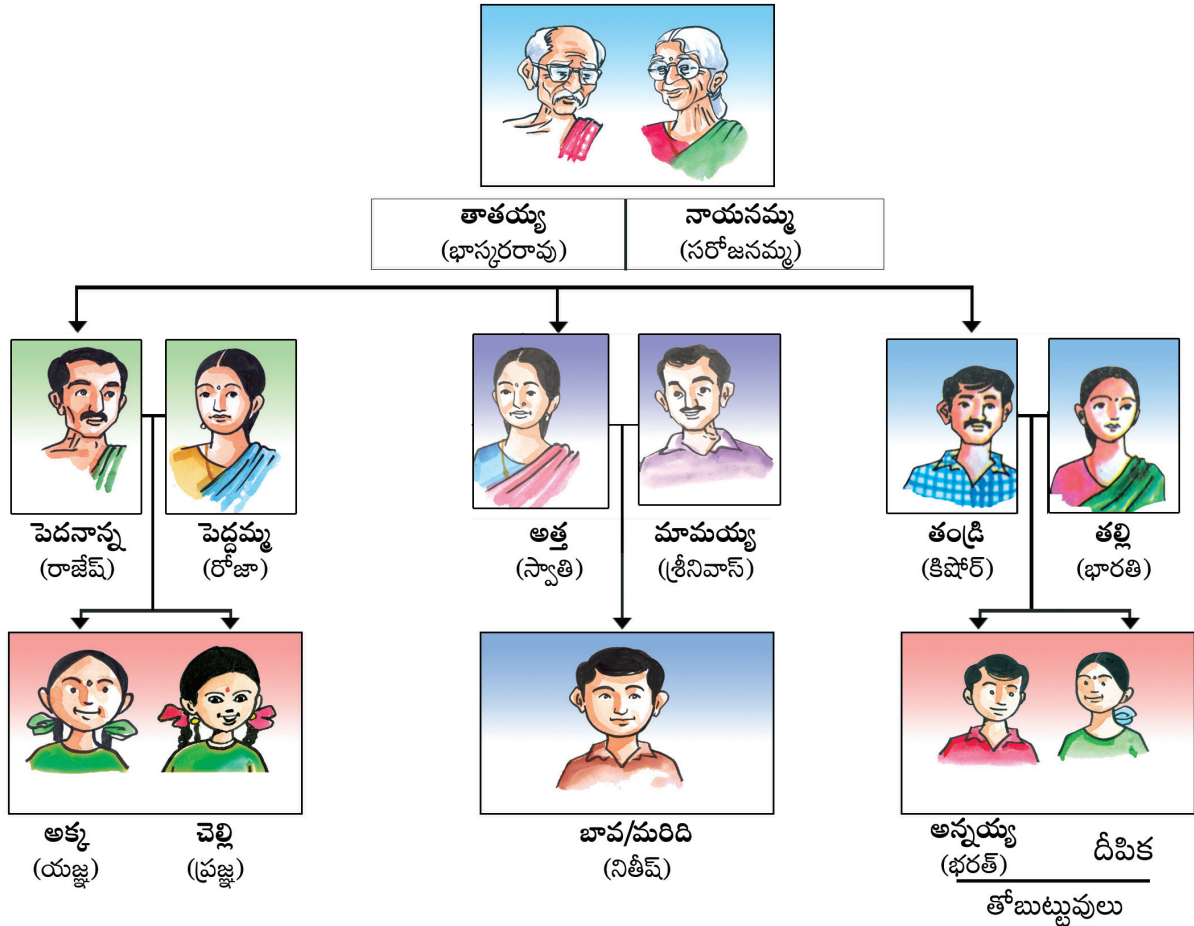 తాతయ్య నాయనమ్మ
(భాస్కరరావు) (సరోజనమ్మ)
పెదనాన్న పెద్దమ్మ అత్త మామయ్య తండ్రి తల్లి
(రాజేష్) (రోజా) (స్వాతి) (శ్రీనివాస్) (కిషోర్) (భారతి)
అక్క చెల్లి బావ/మరిది అన్నయ్య దీపిక
(యజ్ఞ) (ప్రజ్ఞ) (నితీష్) (భరత్)
తోబుట్టువులు